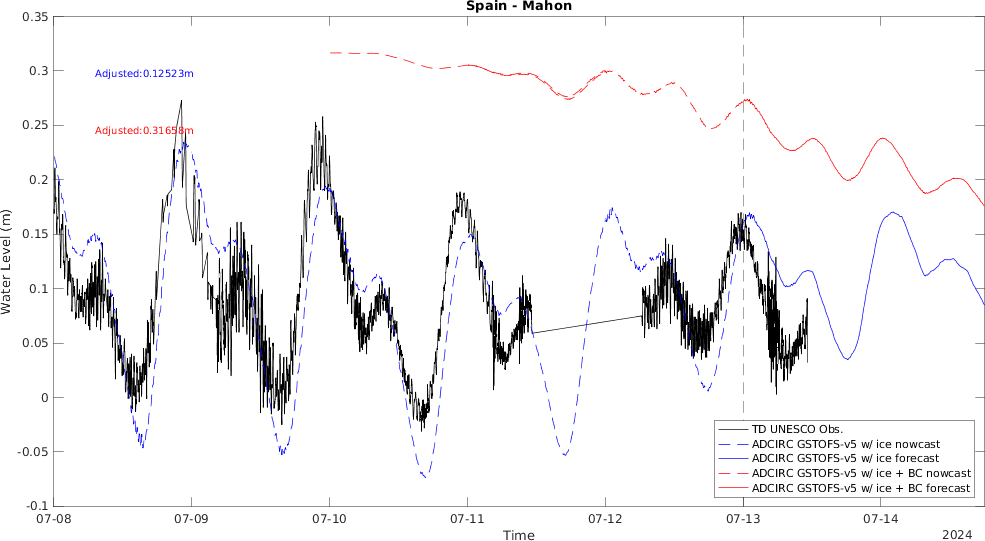 Spain - Mahon
0.35
0.3
0.25
0.2
0.15
0.1
0.05
0
-0.05
-0.1
Water Level (m)
Adjusted:0.12523m
Adjusted:0.31658m
TD UNESCO Obs.
ADCIRC GSTOFS-v5 w/ ice nowcast
ADCIRC GSTOFS-v5 w/ ice forecast
ADCIRC GSTOFS-v5 w/ ice + BC nowcast
ADCIRC GSTOFS-v5 w/ ice + BC forecast
07-08 07-09 07-10 07-11 07-12 07-13 07-14
Time
2024